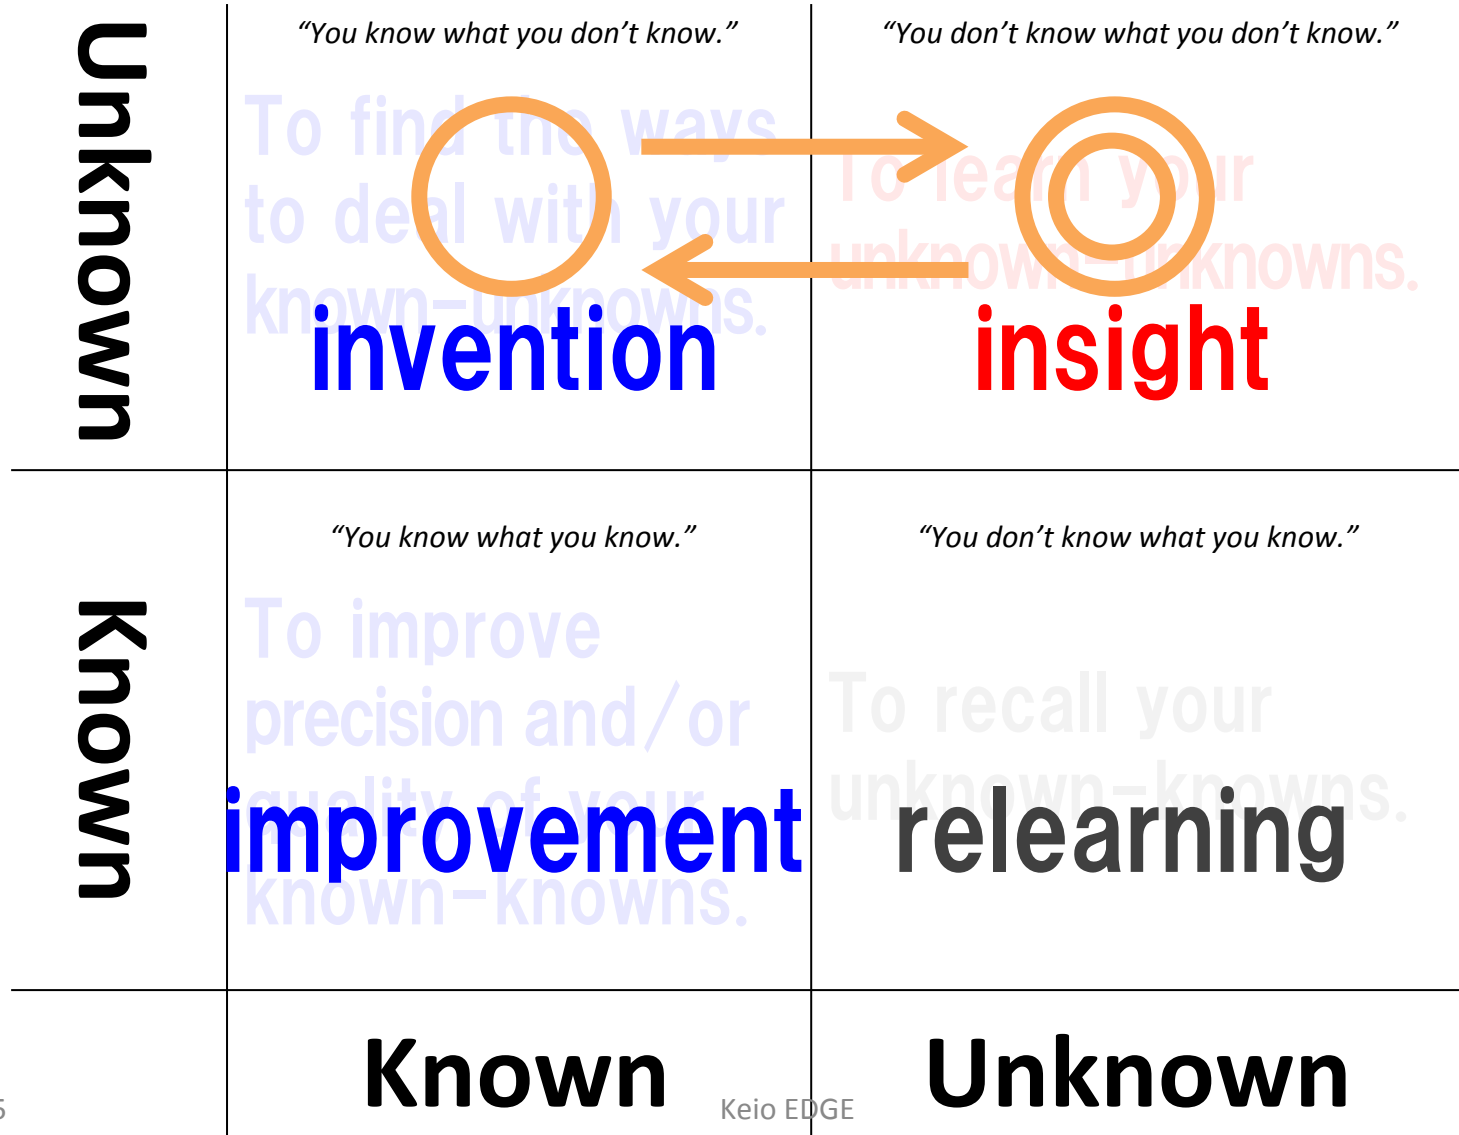 Unknown
“You know what you don’t know.”
To find the ways
to deal with your
known-unknowns.
invention
“You don’t know what you don’t know.”
To learn your
unknown-unknowns.
insight
Known
“You know what you know.”
To improve
precision and/or
quality of your
known-knowns.
improvement
“You don’t know what you know.”
To recall your
unknown-knowns.
relearning
Known
Unknown
5
Keio EDGE